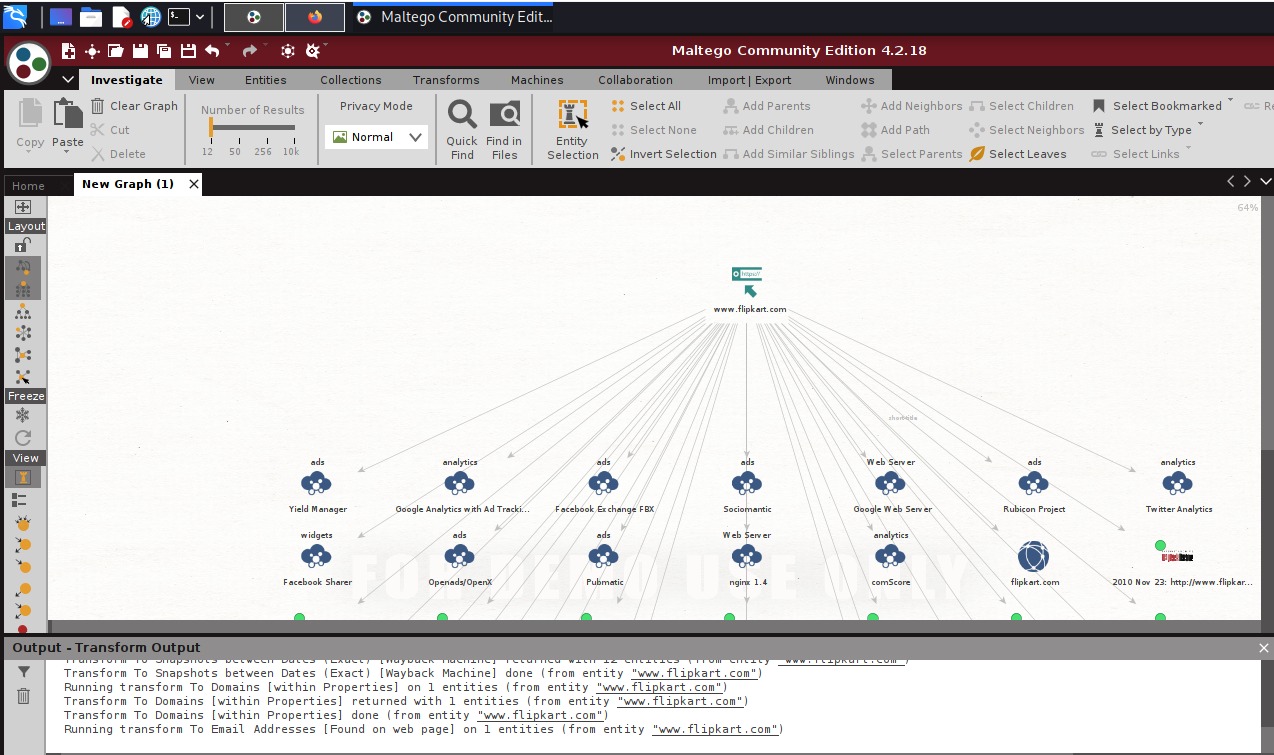 Maltego Community Edit...
Maltego Community Edition 4.2.18
Investigate View Entities Collections Transforms Machines Collaboration Import | Export Windows
Copy
Paste
Clear Graph
Cut
Delete
Number of Results
12 50 256 10k
Privacy Mode
Normal
Quick Find
Find in Files
Entity Selection
Select All
Select None
Invert Selection
Add Parents
Add Children
Add Similar Siblings
Add Neighbors
Add Path
Select Parents
Select Children
Select Neighbors
Select Leaves
Select Bookmarked
Select by Type
Select Links
Re
Home
New Graph (1)
64%
Layout
Freeze
View
https://
www.flipkart.com
short-title
ads analytics ads ads Web Server ads analytics
Yield Manager Google Analytics with Ad Tracki... Facebook Exchange FBX Sociomantic Google Web Server Rubicon Project Twitter Analytics
widgets ads ads Web Server analytics
Facebook Sharer Openads/OpenX Pubmatic nginx 1.4 comScore flipkart.com 2010 Nov 23: http://www.flipkar...
FOR DEMO USE ONLY
Output - Transform Output
Transform To Snapshots between Dates (Exact) [Wayback Machine] returned with 12 entities (from entity "www.flipkart.com")
Transform To Snapshots between Dates (Exact) [Wayback Machine] done (from entity "www.flipkart.com")
Running transform To Domains [within Properties] on 1 entities (from entity "www.flipkart.com")
Transform To Domains [within Properties] returned with 1 entities (from entity "www.flipkart.com")
Transform To Domains [within Properties] done (from entity "www.flipkart.com")
Running transform To Email Addresses [Found on web page] on 1 entities (from entity "www.flipkart.com")